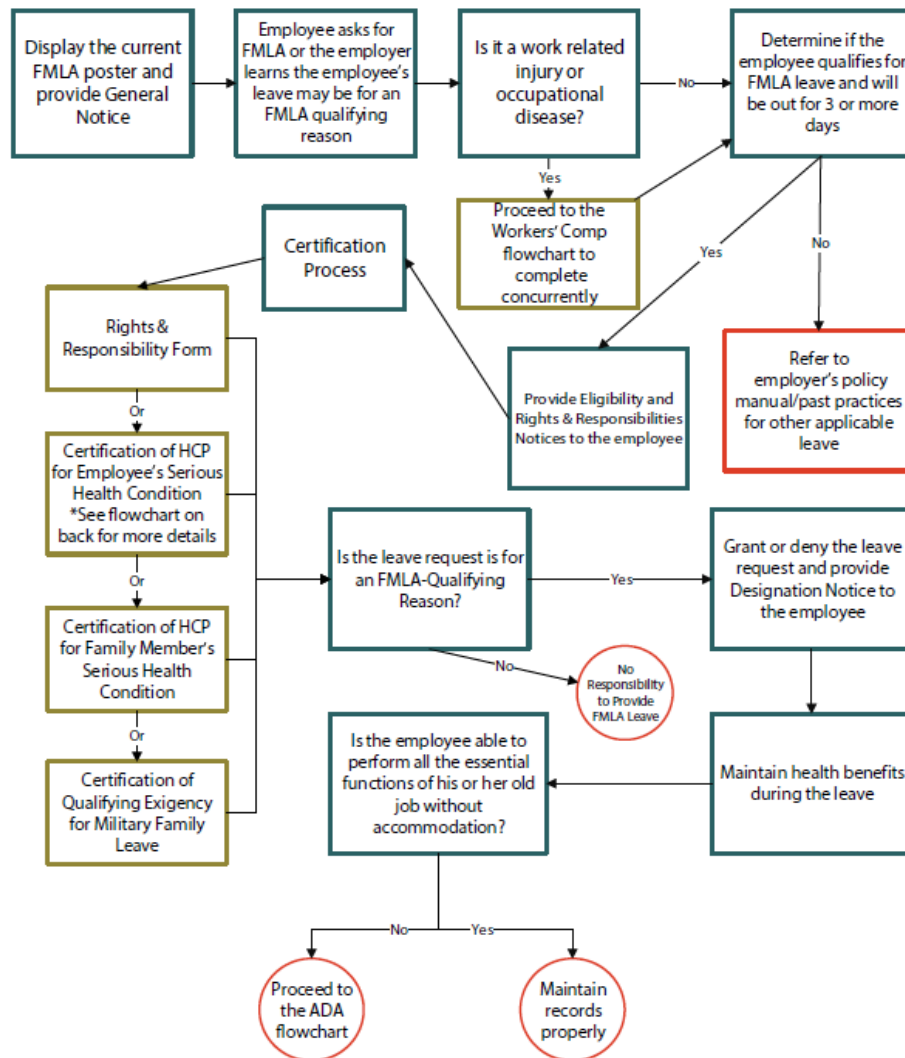 Display the current
FMLA poster and
provide General
Notice
Employee asks for
FMLA or the employer
learns the employee's
leave may be for an
FMLA qualifying
reason
Is it a work related
injury or
occupational
disease?
No
Determine if the
employee qualifies for
FMLA leave and will
be out for 3 or more
days
Yes
Proceed to the
Workers' Comp
flowchart to
complete
concurrently
Yes
No
Certification
Process
Rights &
Responsibility Form
Provide Eligibility and
Rights & Responsibilities
Notices to the employee
Refer to
employer's policy
manual/past practices
for other applicable
leave
Or
Certification of HCP
for Employee's Serious
Health Condition
*See flowchart on
back for more details
Or
Certification of HCP
for Family Member's
Serious Health
Condition
Or
Certification of
Qualifying Exigency
for Military Family
Leave
Is the leave request is for
an FMLA-Qualifying
Reason?
Yes
Grant or deny the leave
request and provide
Designation Notice to
the employee
No
No
Responsibility
to Provide
FMLA Leave
Is the employee able to
perform all the essential
functions of his or her old
job without
accommodation?
Maintain health benefits
during the leave
No
Yes
Proceed to
the ADA
flowchart
Maintain
records
properly